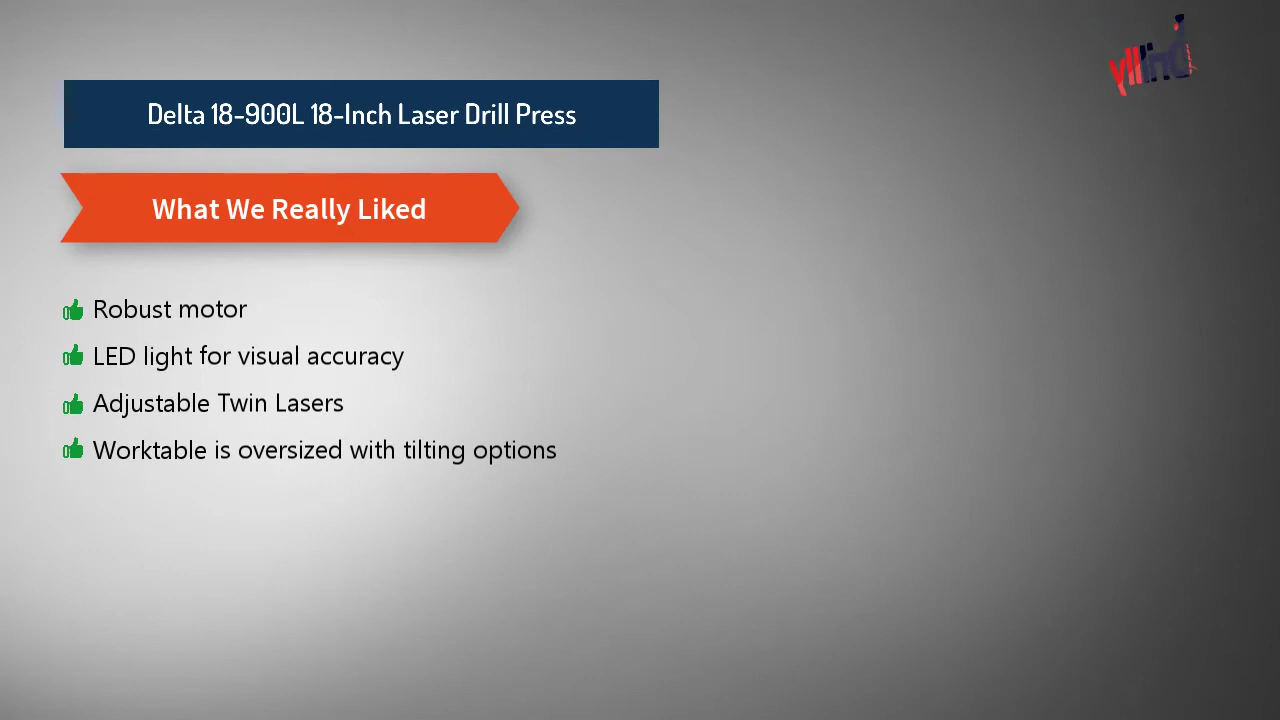 Delta 18-900L 18-Inch Laser Drill Press
What We Really Liked
Robust motor
LED light for visual accuracy
Adjustable Twin Lasers
Worktable is oversized with tilting options